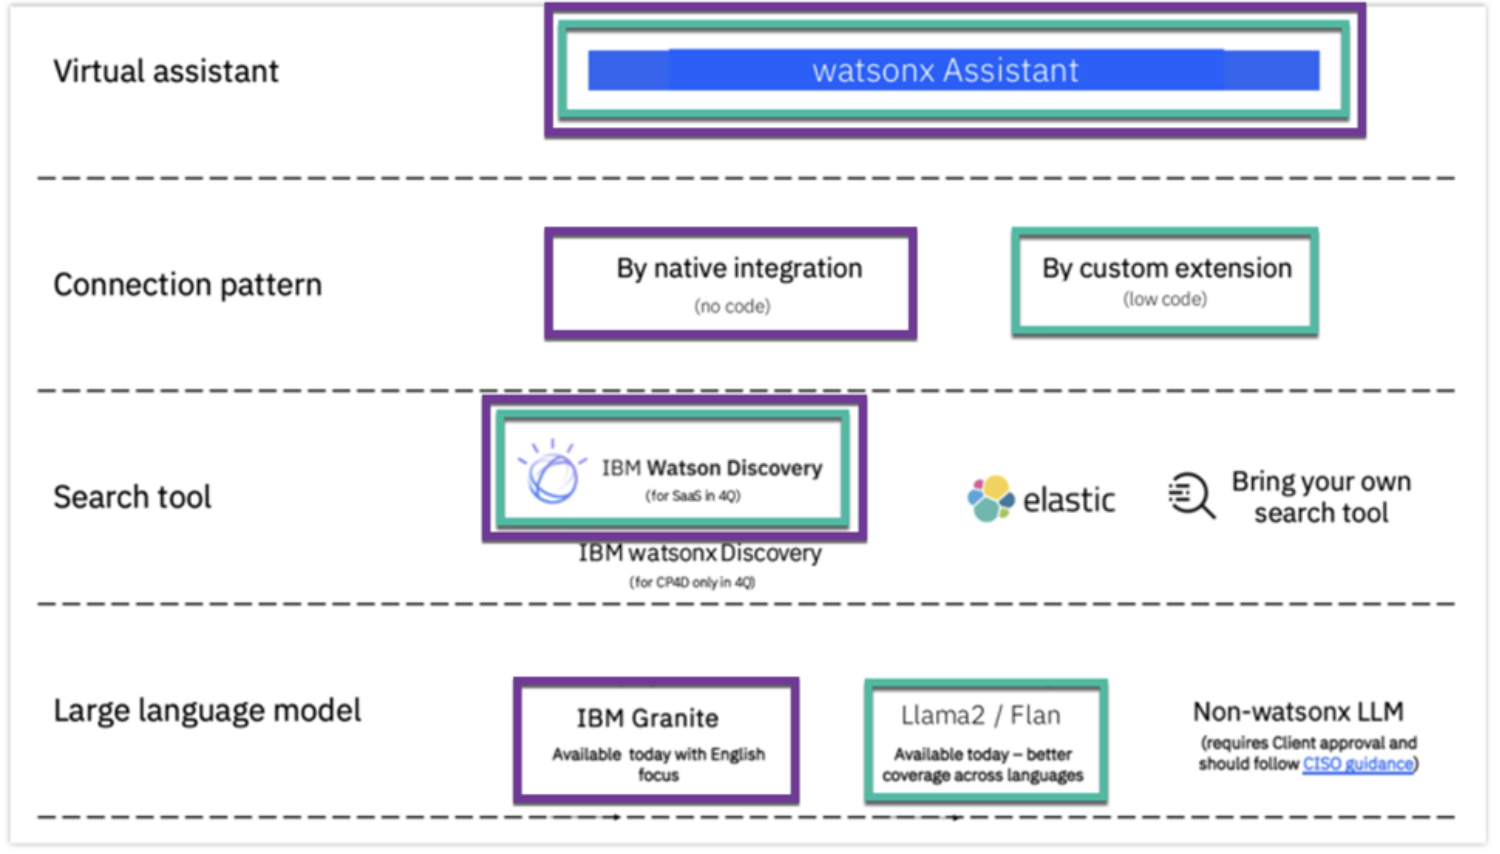 Virtual assistant
watsonx Assistant
Connection pattern
By native integration
(no code)
By custom extension
(low code)
Search tool
IBM Watson Discovery
(for SaaS in 4Q)
IBM watsonx Discovery
(for CP4D only in 4Q)
elastic
Bring your own
search tool
Large language model
IBM Granite
Available today with English
focus
Llama2 / Flan
Available today – better
coverage across languages
Non-watsonx LLM
(requires Client approval and
should follow CISO guidance)